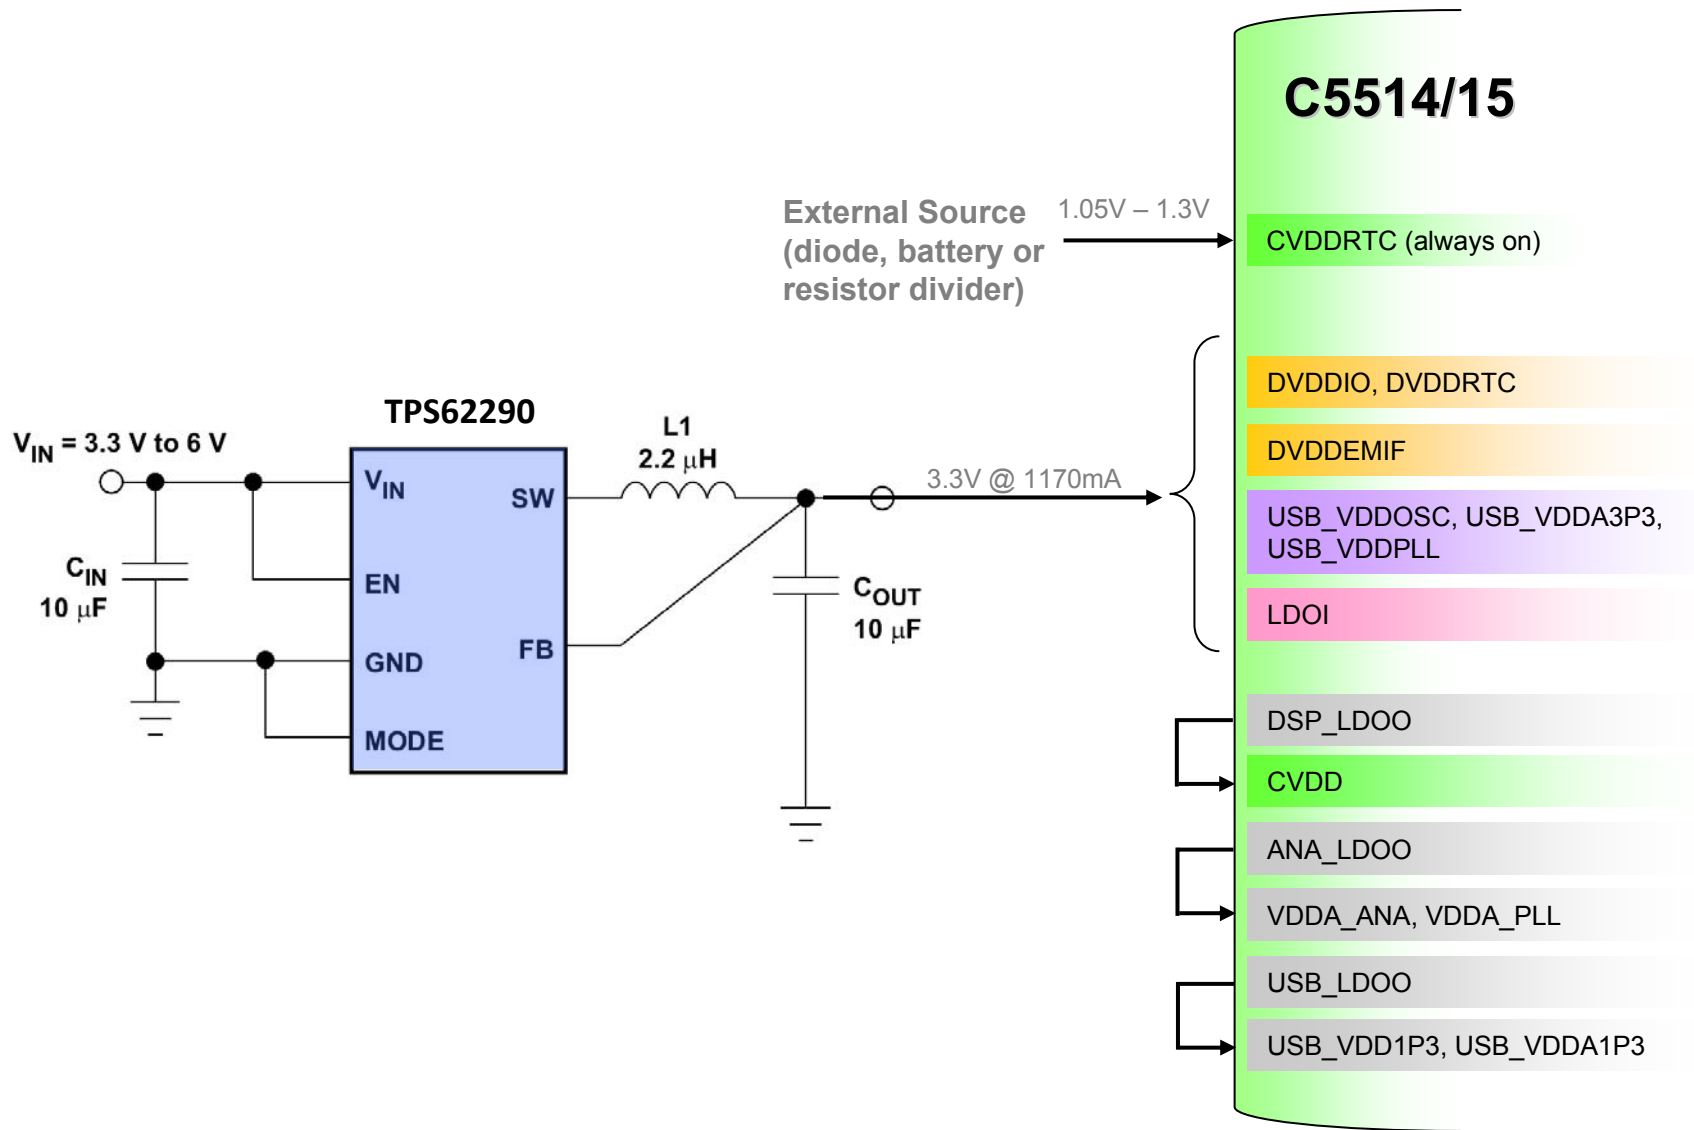 C5514/15
External Source
(diode, battery or
resistor divider)
1.05V – 1.3V
CVDDRTC (always on)
DVDDIO, DVDDRTC
DVDDEMIF
USB_VDDOSC, USB_VDDA3P3,
USB_VDDPLL
LDOI
DSP_LDOO
CVDD
ANA_LDOO
VDDA_ANA, VDDA_PLL
USB_LDOO
USB_VDD1P3, USB_VDDA1P3
TPS62290
VIN = 3.3 V to 6 V
CIN
10 μF
VIN
EN
GND
MODE
SW
FB
L1
2.2 μH
COUT
10 μF
3.3V @ 1170mA